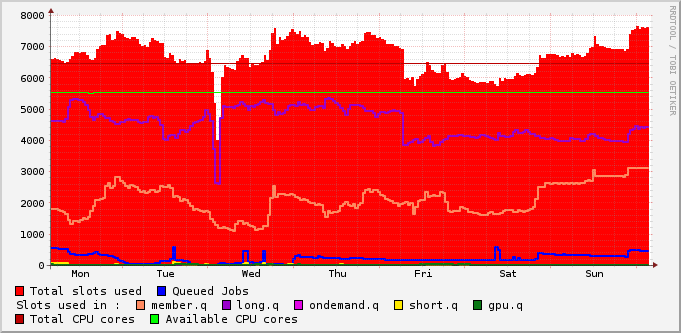 8000
7000
6000
5000
4000
3000
2000
1000
0
Mon Tue Wed Thu Fri Sat Sun
RRDTOOL / TOBI OETIKER
Total slots used Queued Jobs
Slots used in : member.q long.q ondemand.q short.q gpu.q
Total CPU cores Available CPU cores